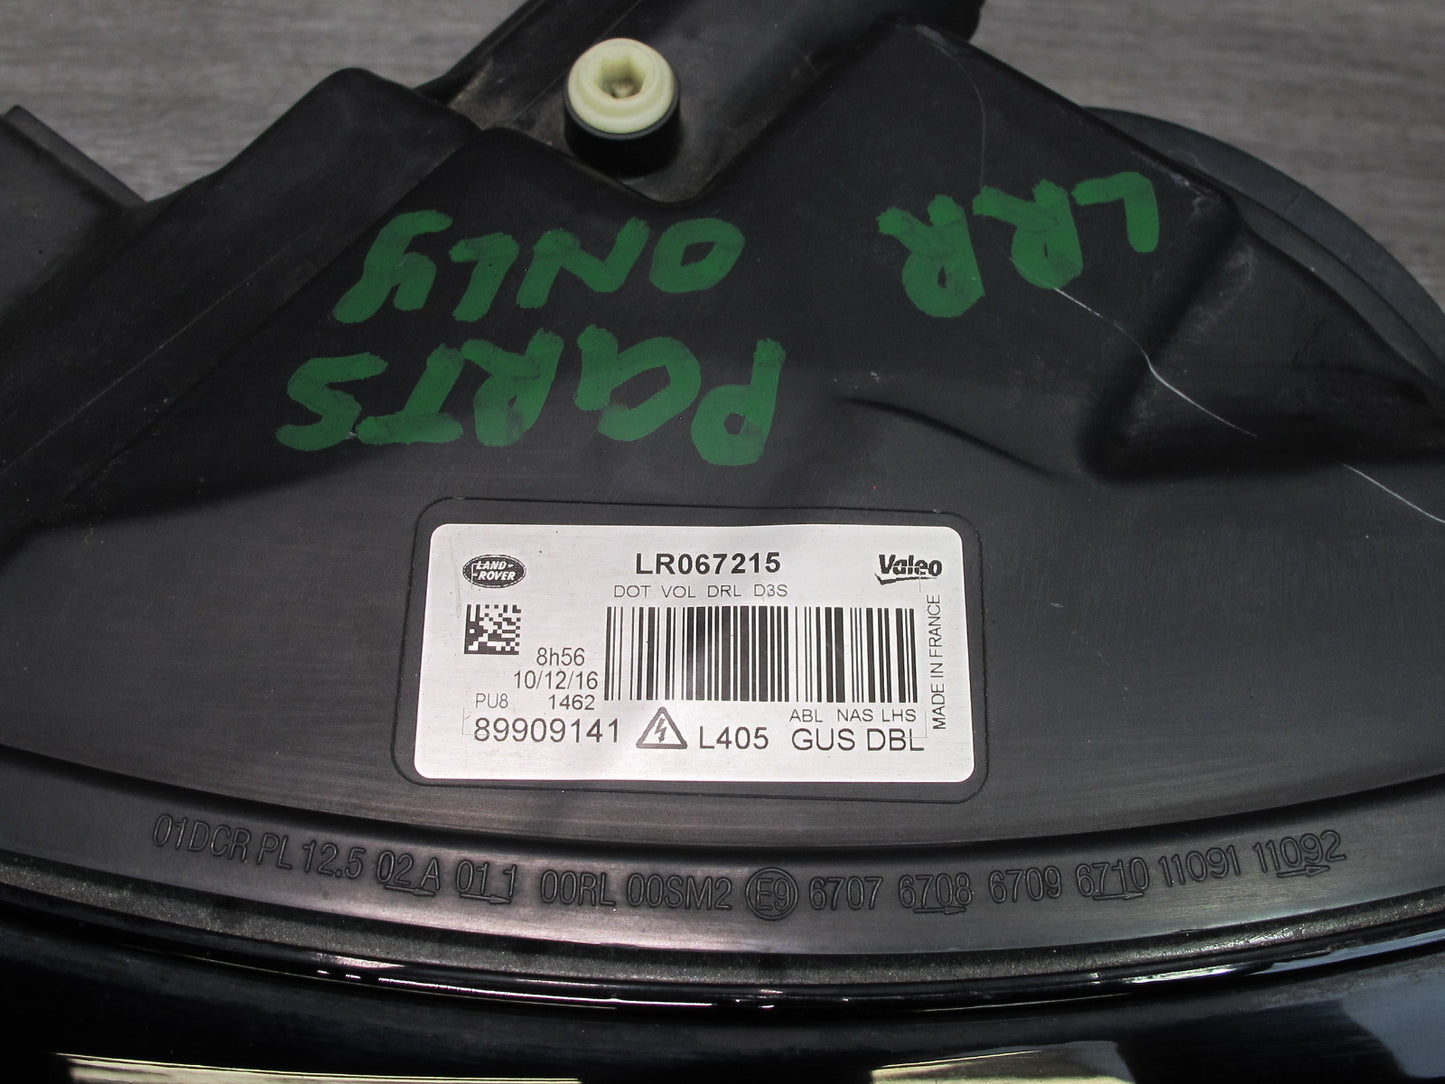 LRR
PARTS
ONLY
LAND-
-ROVER
LR067215
Valeo
DOT VOL DRL D3S
8h56
10/12/16
PU8 1462
89909141
L405
ABL NAS LHS
GUS DBL
MADE IN FRANCE
01DCR PL 12,5 02 A 01 1 00RL 00SM2 E9 6707 6708 6709 6710 11091 11092